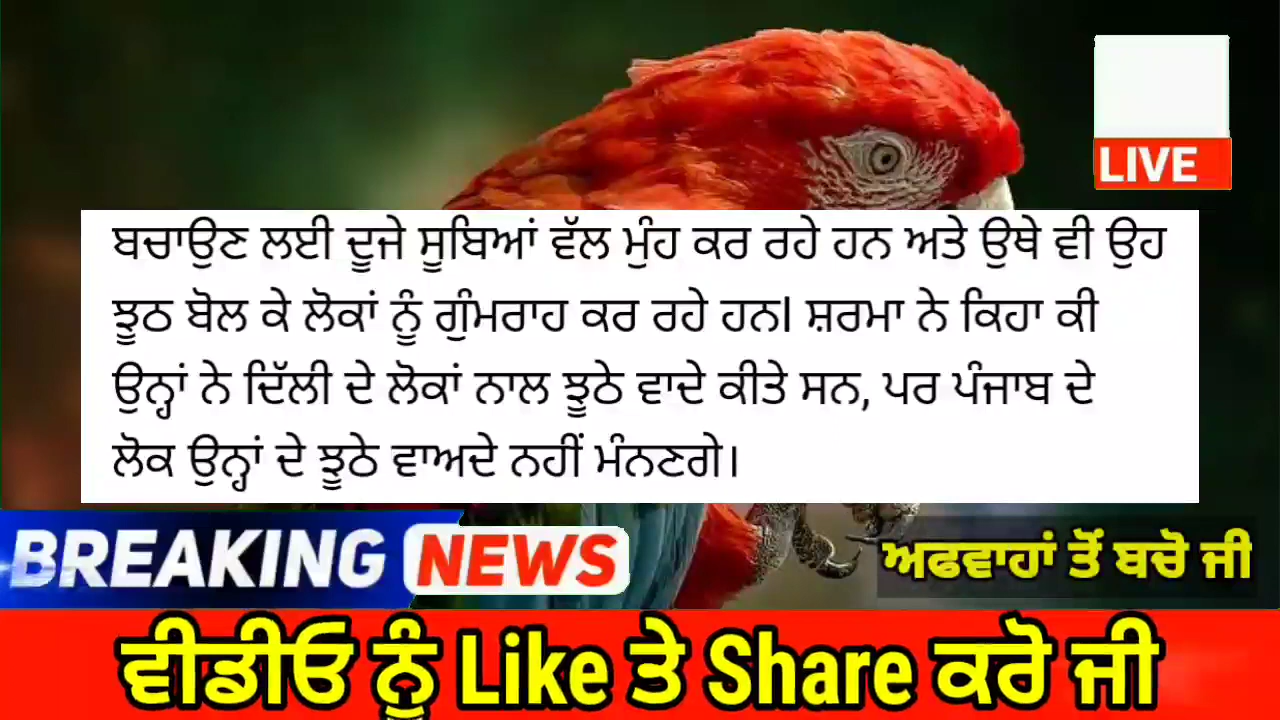 LIVE
ਬਚਾਉਣ ਲਈ ਦੂਜੇ ਸੂਬਿਆਂ ਵੱਲ ਮੁੰਹ ਕਰ ਰਹੇ ਹਨ ਅਤੇ ਉਥੇ ਵੀ ਉਹ
ਝੂਠ ਬੋਲ ਕੇ ਲੋਕਾਂ ਨੂੰ ਗੁੰਮਰਾਹ ਕਰ ਰਹੇ ਹਨ। ਸ਼ਰਮਾ ਨੇ ਕਿਹਾ ਕੀ
ਉਨ੍ਹਾਂ ਨੇ ਦਿੱਲੀ ਦੇ ਲੋਕਾਂ ਨਾਲ ਝੂਠੇ ਵਾਦੇ ਕੀਤੇ ਸਨ, ਪਰ ਪੰਜਾਬ ਦੇ
ਲੋਕ ਉਨ੍ਹਾਂ ਦੇ ਝੂਠੇ ਵਾਅਦੇ ਨਹੀਂ ਮੰਨਣਗੇ।
BREAKING NEWS
ਅਫਵਾਹਾਂ ਤੋਂ ਬਚੋ ਜੀ
ਵੀਡੀਓ ਨੂੰ Like ਤੇ Share ਕਰੋ ਜੀ